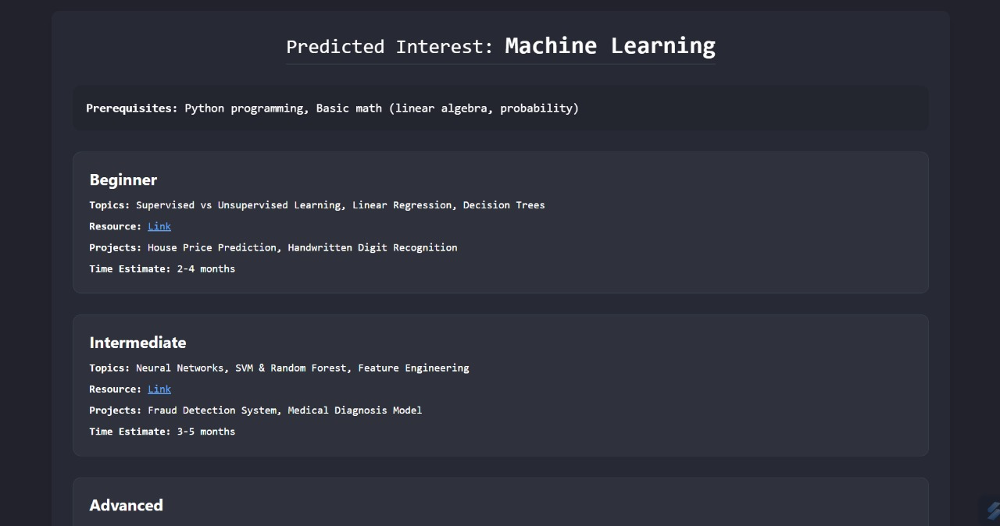 Predicted Interest: Machine Learning
Prerequisites: Python programming, Basic math (linear algebra, probability)
Beginner
Topics: Supervised vs Unsupervised Learning, Linear Regression, Decision Trees
Resource: Link
Projects: House Price Prediction, Handwritten Digit Recognition
Time Estimate: 2-4 months
Intermediate
Topics: Neural Networks, SVM & Random Forest, Feature Engineering
Resource: Link
Projects: Fraud Detection System, Medical Diagnosis Model
Time Estimate: 3-5 months
Advanced